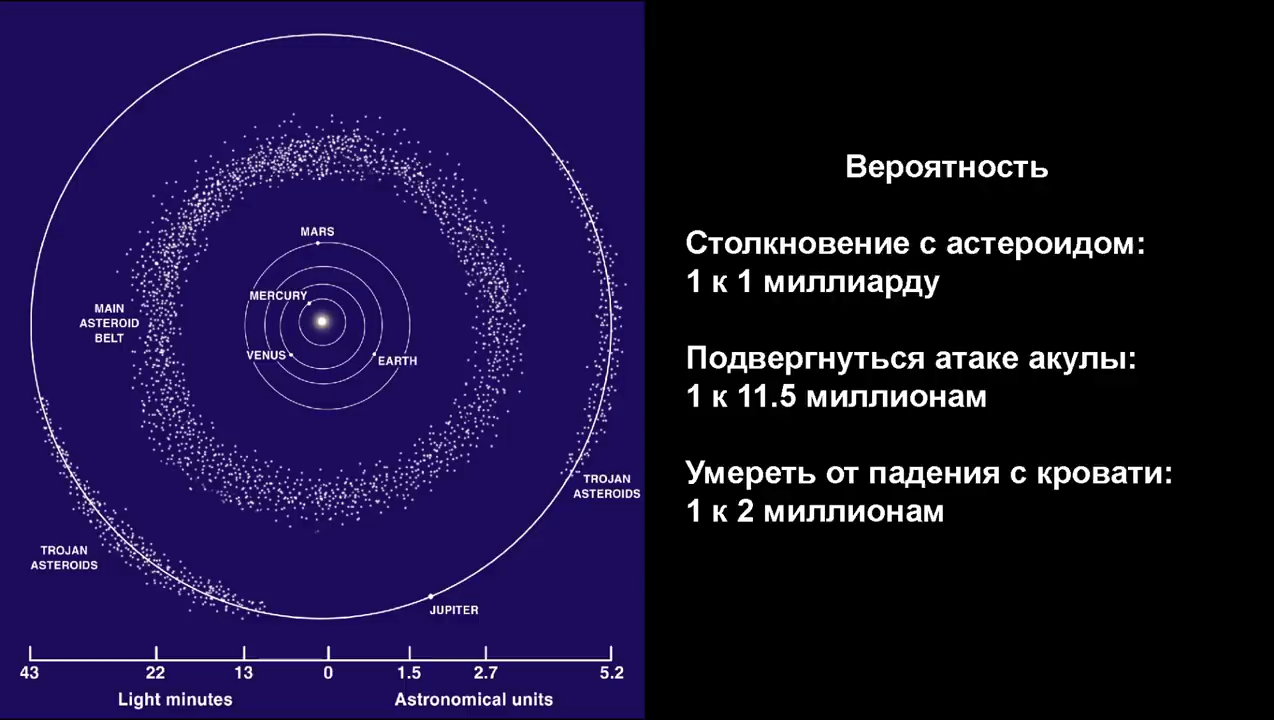 MARS
MERCURY
MAIN
ASTEROID
BELT
VENUS
EARTH
TROJAN
ASTEROIDS
TROJAN
ASTEROIDS
JUPITER
43 22 13 0 1.5 2.7 5.2
Light minutes Astronomical units
Вероятность
Столкновение с астероидом:
1 к 1 миллиарду
Подвергнуться атаке акулы:
1 к 11.5 миллионам
Умереть от падения с кровати:
1 к 2 миллионам